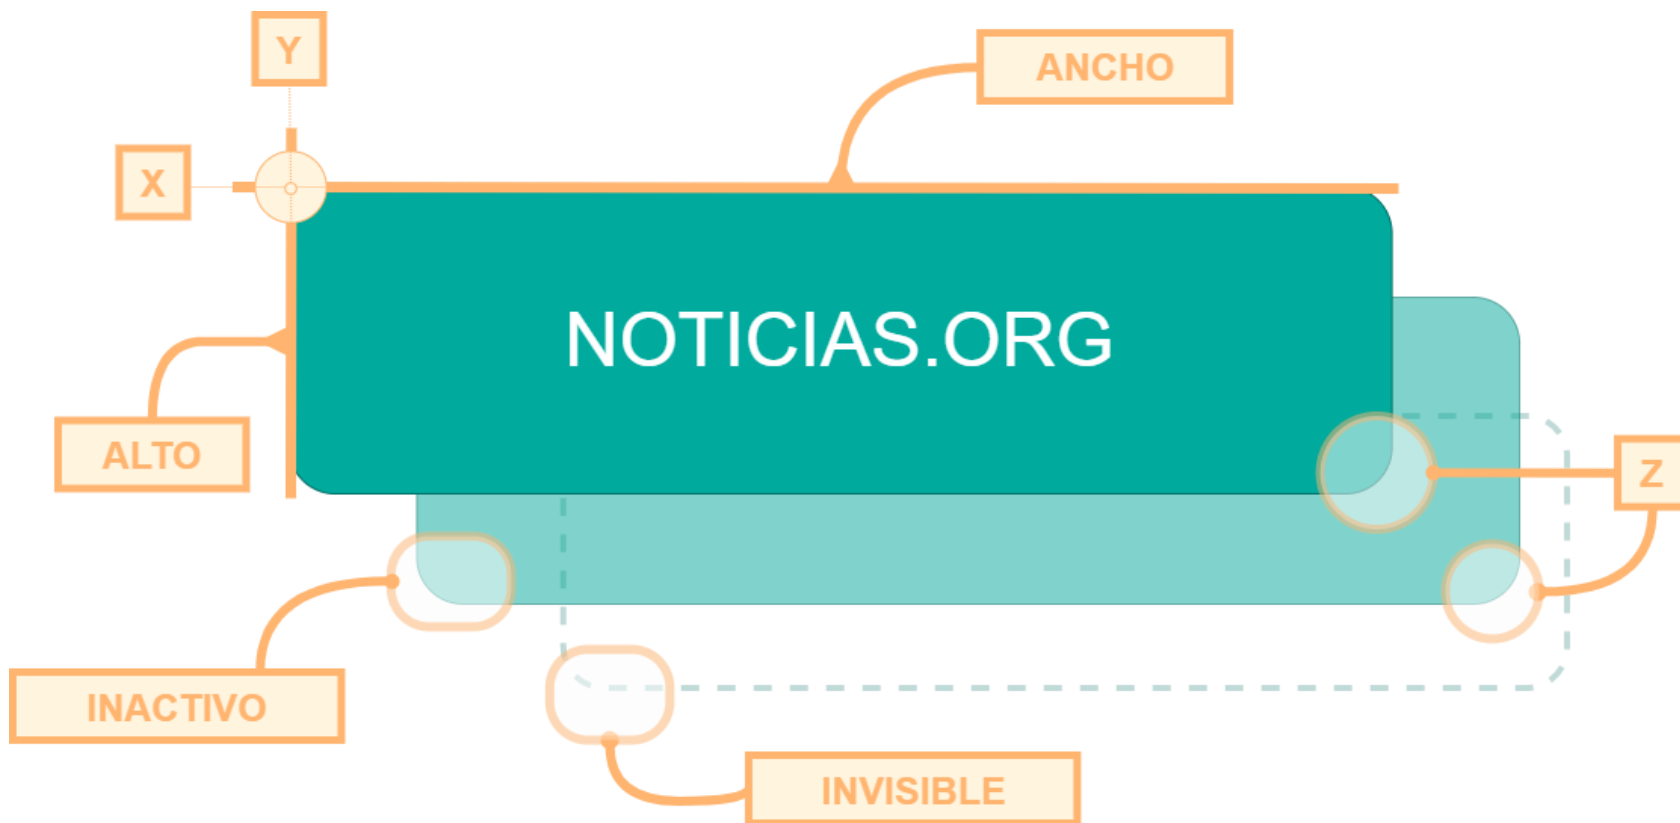 Y
ANCHO
X
NOTICIAS.ORG
ALTO
Z
INACTIVO
INVISIBLE